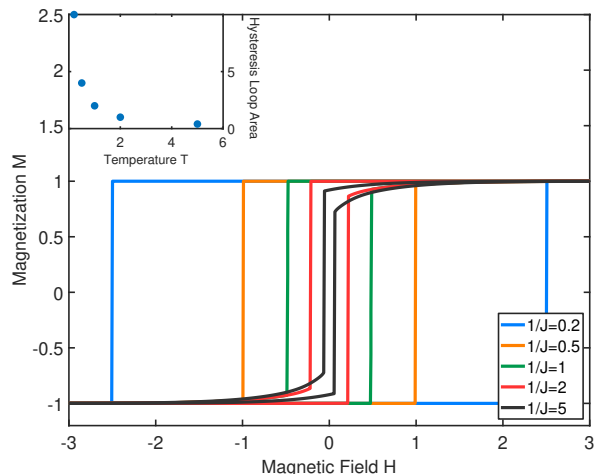 2.5
2
1.5
1
0.5
0
-0.5
-1
Magnetization M
-3
-2
-1
0
1
2
3
Magnetic Field H
5
0
Hysteresis Loop Area
2
4
6
Temperature T
1/J=0.2
1/J=0.5
1/J=1
1/J=2
1/J=5